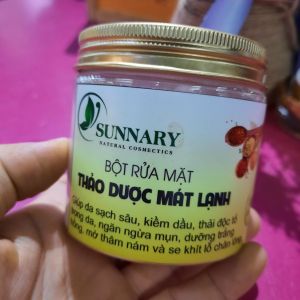 SUNNARY
NATURAL COSMETICS
BỘT RỬA MẶT
THẢO DƯỢC MÁT LẠNH
Giúp da sạch sâu, kiềm dầu, thải độc tố
trong da, ngăn ngừa mụn, dưỡng trắng
hồng, mờ thâm nám và se khít lỗ chân lông